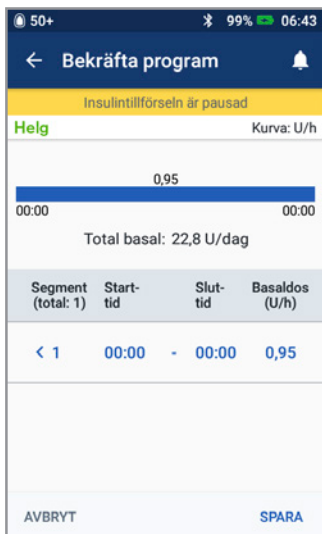 50+ 99% 06:43
Bekräfta program
Insulintillförseln är pausad
Helg Kurva: U/h
0,95
00:00 00:00
Total basal: 22,8 U/dag
Segment Start- Slut- Basaldos
(total: 1) tid tid (U/h)
< 1 00:00 - 00:00 0,95
AVBRYT SPARA